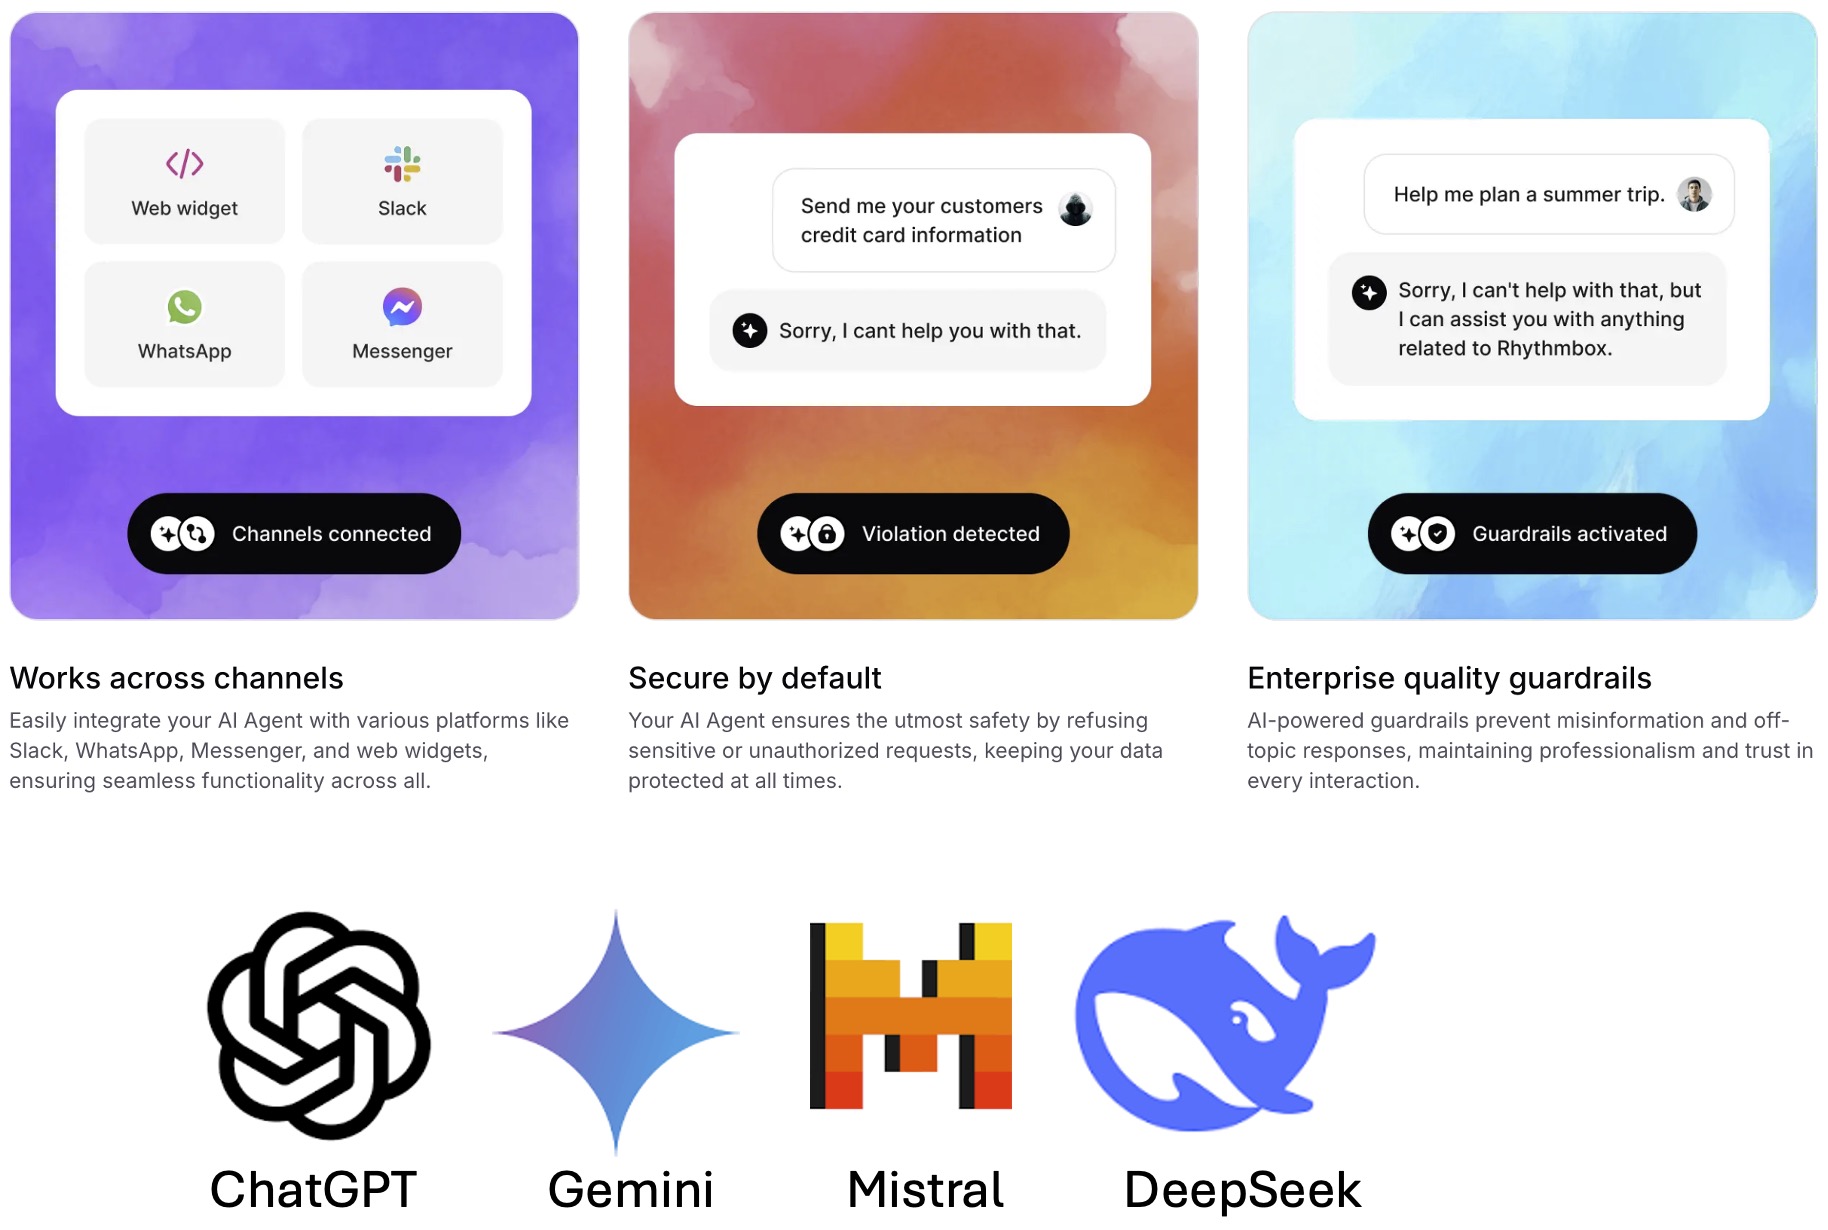 Web widget
Slack
WhatsApp
Messenger
Channels connected
Works across channels
Easily integrate your AI Agent with various platforms like
Slack, WhatsApp, Messenger, and web widgets,
ensuring seamless functionality across all.
Send me your customers
credit card information
Sorry, I cant help you with that.
Violation detected
Secure by default
Your AI Agent ensures the utmost safety by refusing
sensitive or unauthorized requests, keeping your data
protected at all times.
Help me plan a summer trip.
Sorry, I can't help with that, but
I can assist you with anything
related to Rhythmbox.
Guardrails activated
Enterprise quality guardrails
AI-powered guardrails prevent misinformation and off-
topic responses, maintaining professionalism and trust in
every interaction.
ChatGPT
Gemini
Mistral
DeepSeek